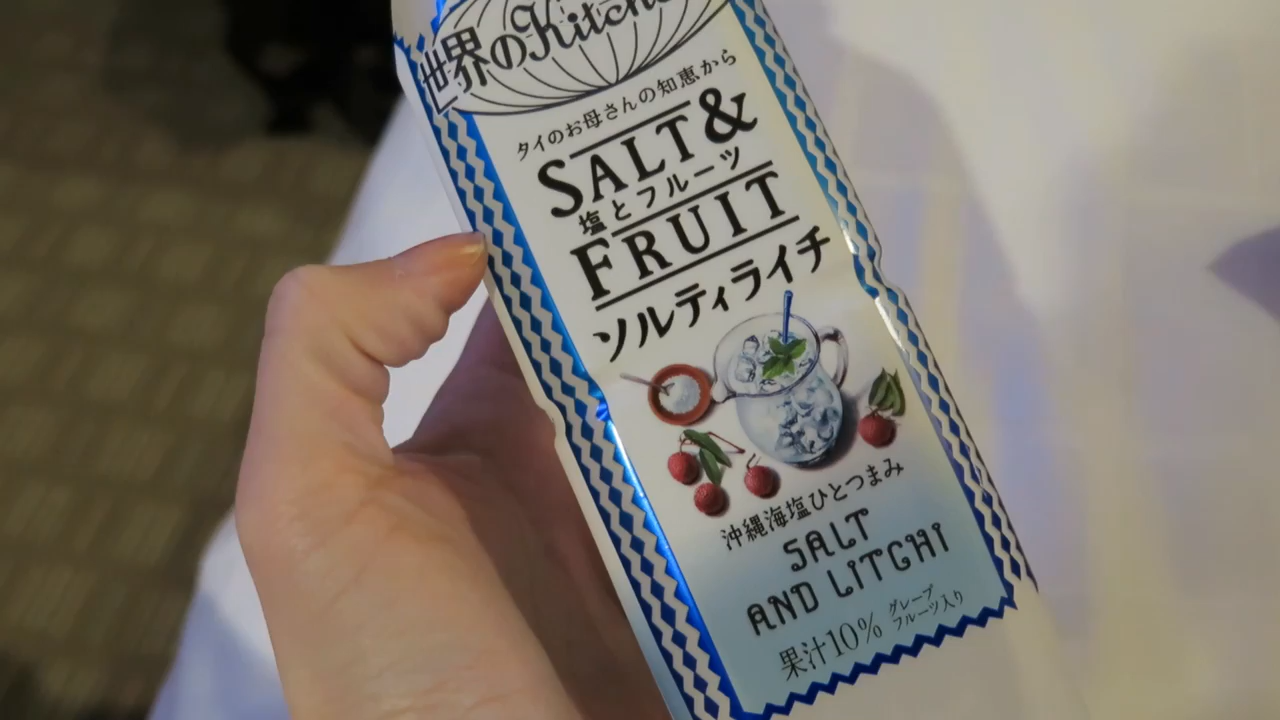 世界のKitchen
タイのお母さんの知恵から
SALT&
塩とフルーツ
FRUIT
ソルティライチ
沖縄海塩ひとつまみ
SALT
AND LITCHI
果汁10% グレープ
フルーツ入り